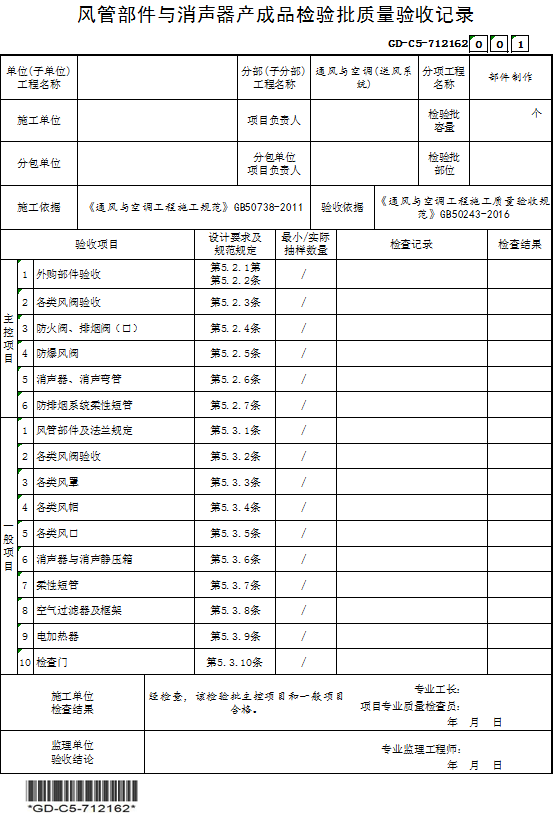 风管部件与消声器产成品检验批质量验收记录
GD-C5-712162 0 0 1
单位(子单位)
工程名称
分部(子分部)
工程名称
通风与空调(送风系
统)
分项工程
名称
部件制作
施工单位
项目负责人
检验批
容量
个
分包单位
分包单位
项目负责人
检验批
部位
施工依据
《通风与空调工程施工规范》GB50738-2011
验收依据
《通风与空调工程施工质量验收规
范》GB50243-2016
验收项目
设计要求及
规范规定
最小/实际
抽样数量
检查记录
检查结果
主控项目
1 外购部件验收 第5.2.1第
第5.2.2条 /
2 各类风阀验收 第5.2.3条 /
3 防火阀、排烟阀（口） 第5.2.4条 /
4 防爆风阀 第5.2.5条 /
5 消声器、消声弯管 第5.2.6条 /
6 防排烟系统柔性短管 第5.2.7条 /
一般项目
1 风管部件及法兰规定 第5.3.1条 /
2 各类风阀验收 第5.3.2条 /
3 各类风罩 第5.3.3条 /
4 各类风帽 第5.3.4条 /
5 各类风口 第5.3.5条 /
6 消声器与消声静压箱 第5.3.6条 /
7 柔性短管 第5.3.7条 /
8 空气过滤器及框架 第5.3.8条 /
9 电加热器 第5.3.9条 /
10 检查门 第5.3.10条 /
施工单位
检查结果
经检查，该检验批主控项目和一般项目
合格。
专业工长:
项目专业质量检查员:
年 月 日
监理单位
验收结论
专业监理工程师:
年 月 日
*GD-C5-712162*